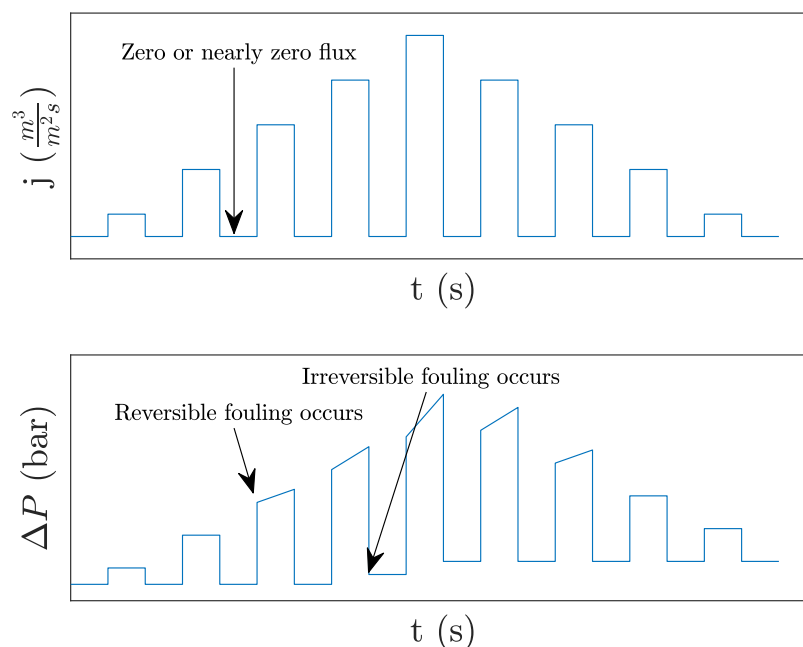 Zero or nearly zero flux
j (m³/m²s)
t (s)
Irreversible fouling occurs
Reversible fouling occurs
ΔP (bar)
t (s)